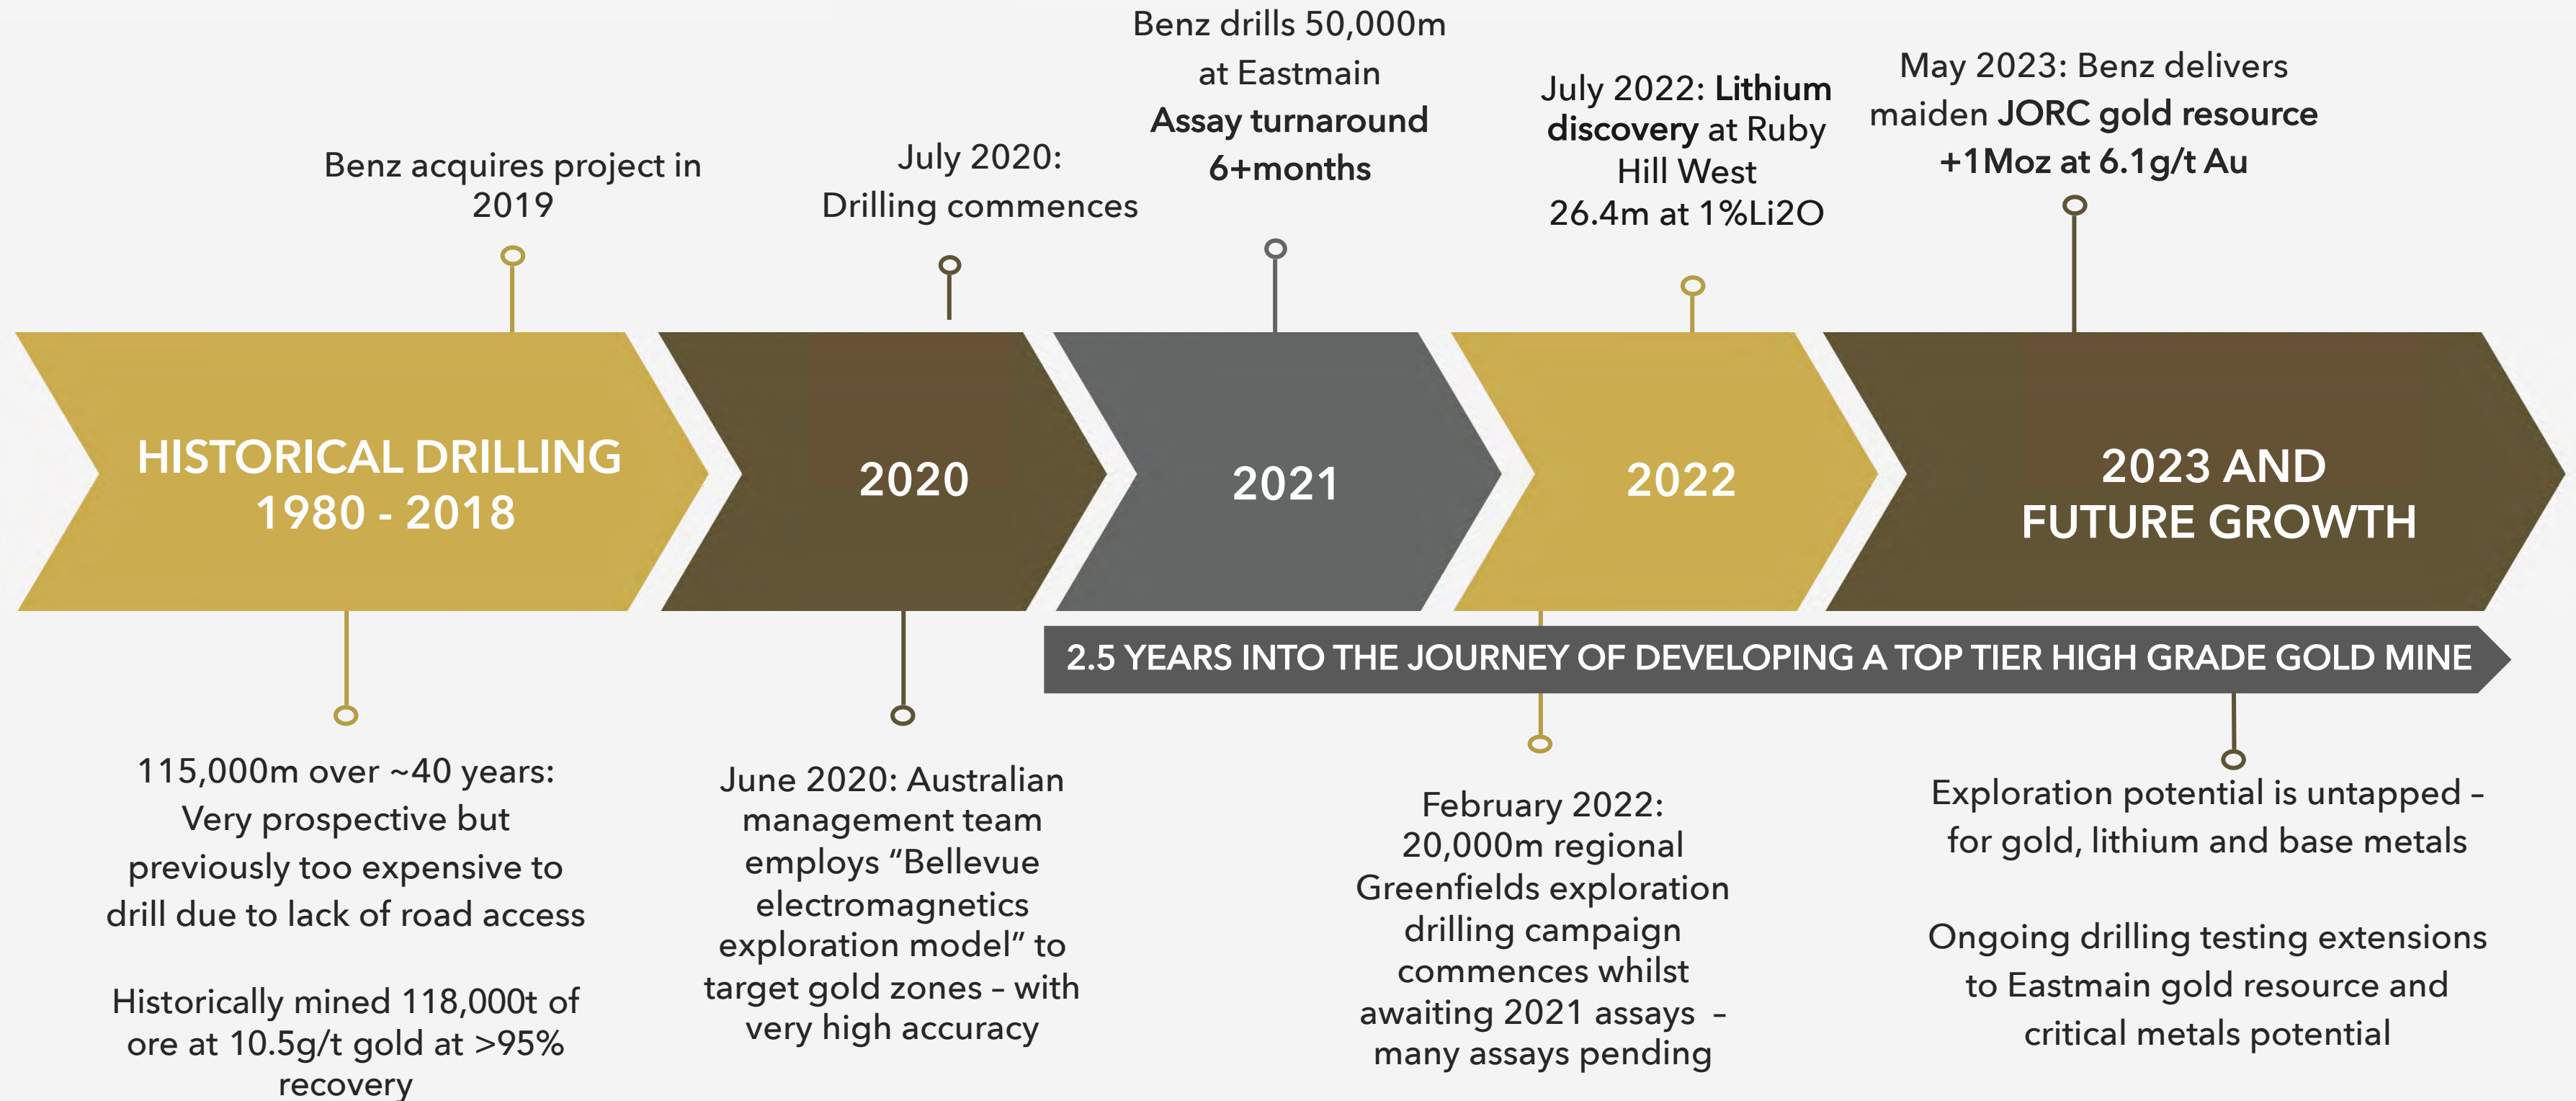 Benz acquires project in
2019
July 2020:
Drilling commences
Benz drills 50,000m
at Eastmain
Assay turnaround
6+months
July 2022: Lithium
discovery at Ruby
Hill West
26.4m at 1%Li2O
May 2023: Benz delivers
maiden JORC gold resource
+1Moz at 6.1g/t Au
HISTORICAL DRILLING
1980 - 2018
2020
2021
2022
2023 AND
FUTURE GROWTH
2.5 YEARS INTO THE JOURNEY OF DEVELOPING A TOP TIER HIGH GRADE GOLD MINE
115,000m over ~40 years:
Very prospective but
previously too expensive to
drill due to lack of road access
Historically mined 118,000t of
ore at 10.5g/t gold at >95%
recovery
June 2020: Australian
management team
employs “Bellevue
electromagnetics
exploration model” to
target gold zones – with
very high accuracy
February 2022:
20,000m regional
Greenfields exploration
drilling campaign
commences whilst
awaiting 2021 assays –
many assays pending
Exploration potential is untapped –
for gold, lithium and base metals
Ongoing drilling testing extensions
to Eastmain gold resource and
critical metals potential